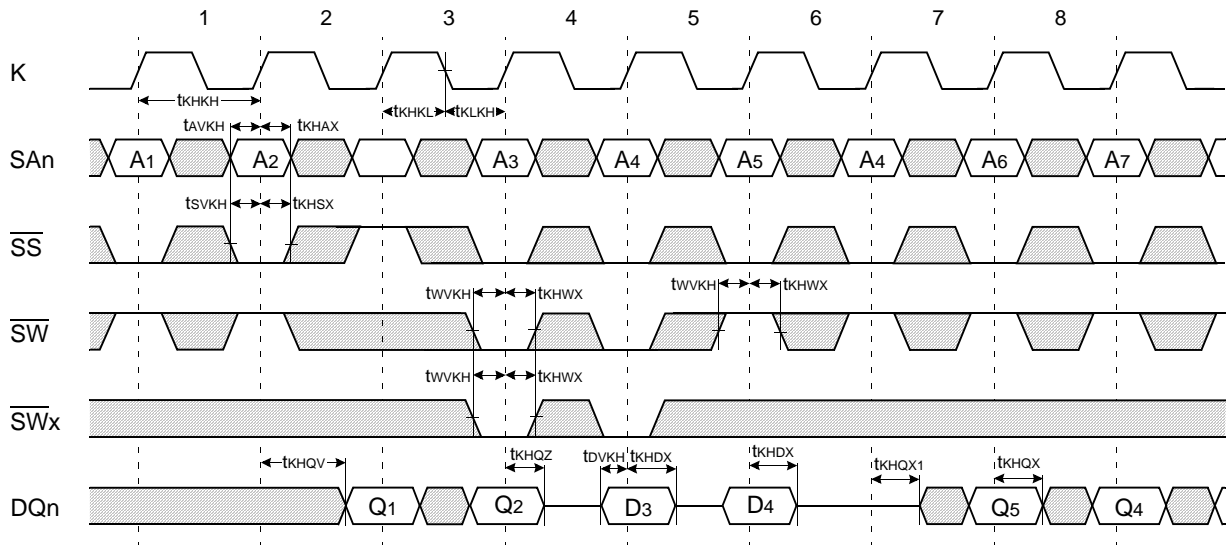 1 2 3 4 5 6 7 8
K
tKHKH tKHKL tKLKH
tAVKH tKHAX
SAn A1 A2 A3 A4 A5 A4 A6 A7
tSVKH tKHSX
SS
tWVKH tKHWX tWVKH tKHWX
SW
tWVKH tKHWX
SWx
tKHQV tKHQZ tDVKH tKHDX tKHDX tKHQX1 tKHQX
DQn Q1 Q2 D3 D4 Q5 Q4